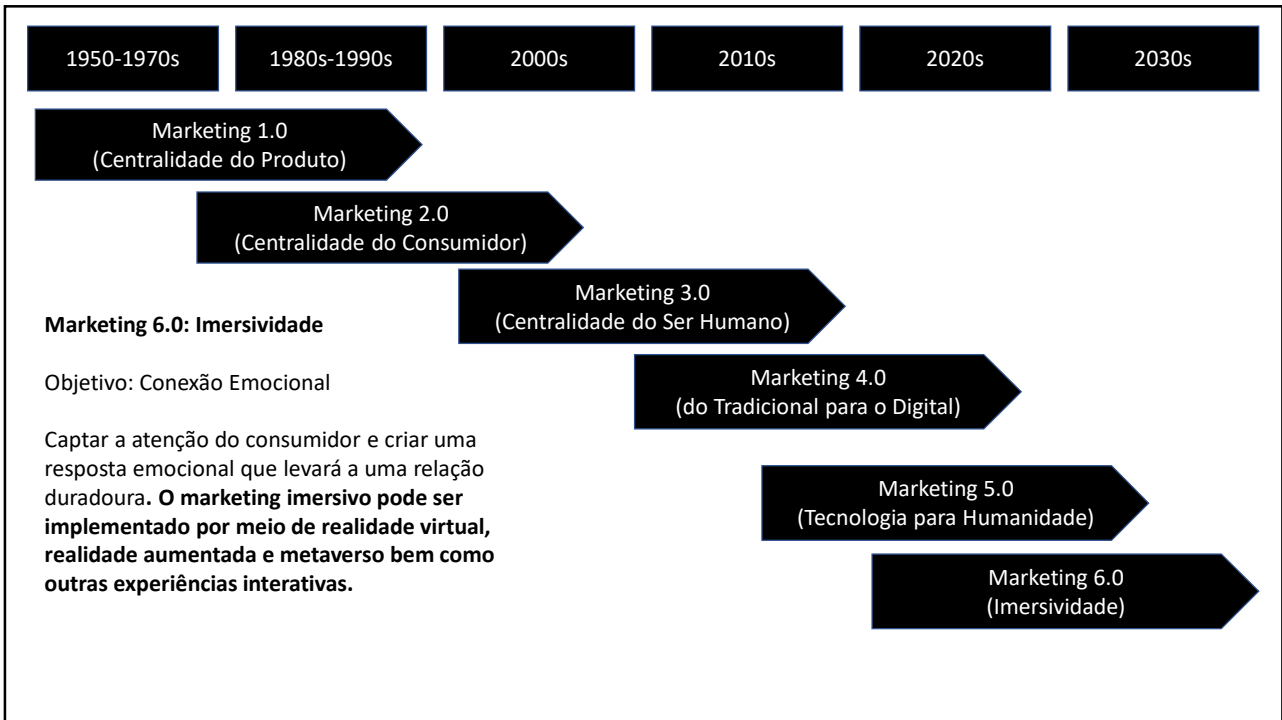 1950-1970s
1980s-1990s
2000s
2010s
2020s
2030s
Marketing 1.0
(Centralidade do Produto)
Marketing 2.0
(Centralidade do Consumidor)
Marketing 3.0
(Centralidade do Ser Humano)
Marketing 4.0
(do Tradicional para o Digital)
Marketing 5.0
(Tecnologia para Humanidade)
Marketing 6.0
(Imersividade)
Marketing 6.0: Imersividade
Objetivo: Conexão Emocional
Captar a atenção do consumidor e criar uma
resposta emocional que levará a uma relação
duradoura. O marketing imersivo pode ser
implementado por meio de realidade virtual,
realidade aumentada e metaverso bem como
outras experiências interativas.